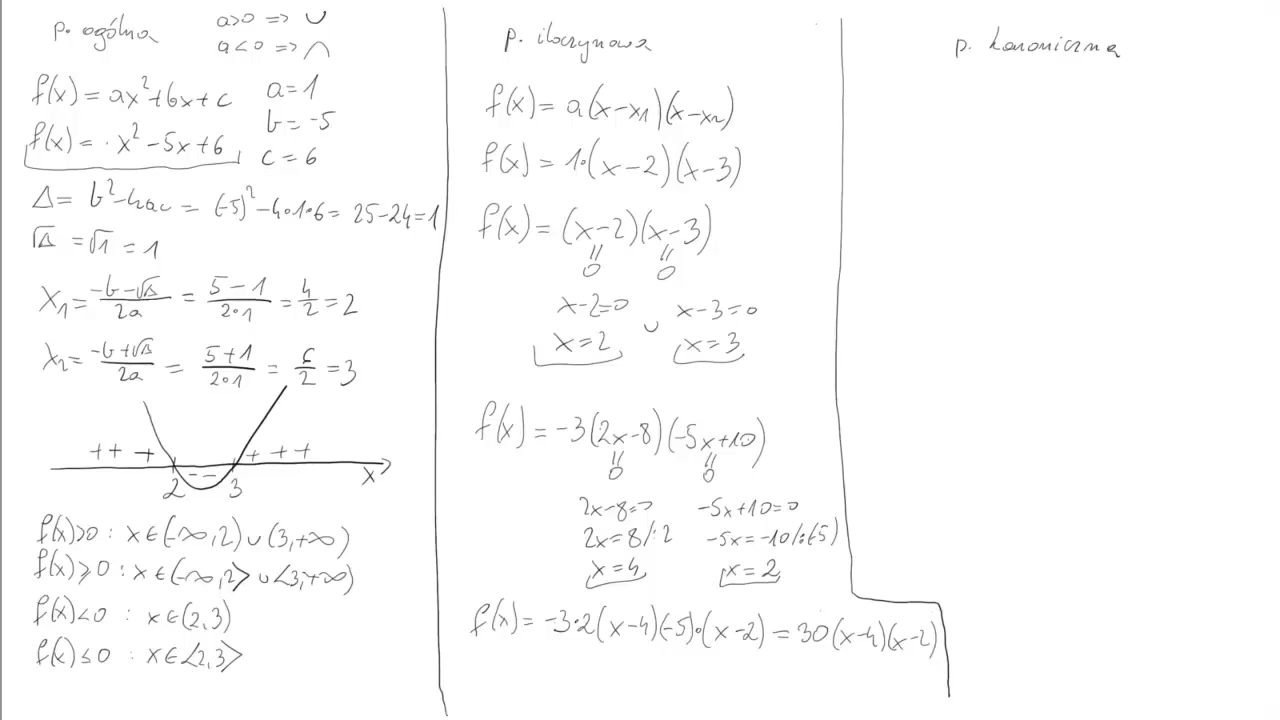 p. ogólna
a>0 => ∪
a<0 => ∩
f(x) = ax²+bx+c
a=1
b=-5
c=6
f(x) = x² -5x+6
Δ= b²-4ac = (-5)²-4·1·6= 25-24=1
√Δ =√1 = 1
x₁= (-b-√Δ)/2a = (5-1)/2·1 = 4/2 = 2
x₂= (-b+√Δ)/2a = (5+1)/2·1 = 6/2 = 3
+ + + + + +
- -
2 3 x
f(x)>0 : x∈(-∞,2)∪(3,+∞)
f(x)⩾0 : x∈(-∞,2>∪<3,+∞)
f(x)<0 : x∈(2,3)
f(x)≤0 : x∈<2,3>
p. iloczynowa
f(x)= a(x-x₁)(x-x₂)
f(x) = 1·(x-2)(x-3)
f(x)= (x-2)(x-3)
= =
0 0
x-2=0 ∪ x-3=0
x=2 x=3
f(x) = -3(2x-8)(-5x+10)
= =
0 0
2x-8=0 -5x+10=0
2x=8/:2 -5x=-10/:(-5)
x=4 x=2
f(x)= -3·2(x-4)(-5)·(x-2) = 30(x-4)(x-2)
p. kanoniczna